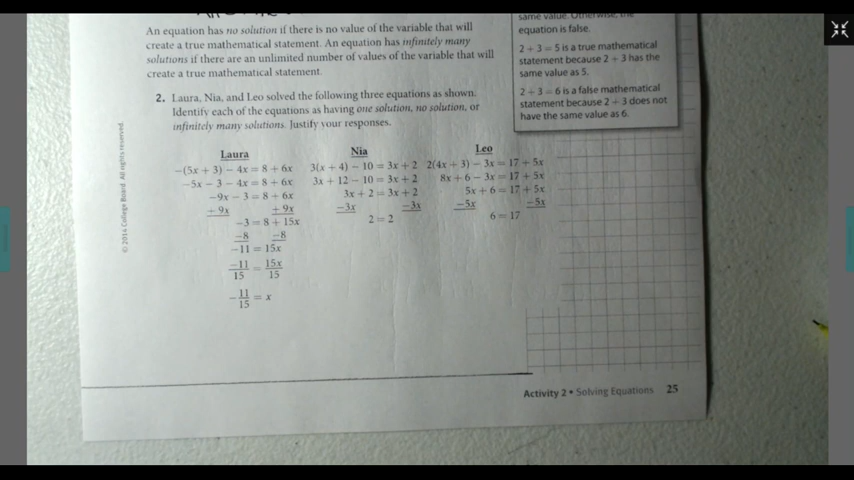 An equation has no solution if there is no value of the variable that will
create a true mathematical statement. An equation has infinitely many
solutions if there are an unlimited number of values of the variable that will
create a true mathematical statement.
2. Laura, Nia, and Leo solved the following three equations as shown.
Identify each of the equations as having one solution, no solution, or
infinitely many solutions. Justify your responses.
Laura
−(5x + 3) − 4x = 8 + 6x
−5x − 3 − 4x = 8 + 6x
−9x − 3 = 8 + 6x
+ 9x + 9x
−3 = 8 + 15x
−8 −8
−11 = 15x
−11/15 = 15x/15
−11/15 = x
Nia
3(x + 4) − 10 = 3x + 2
3x + 12 − 10 = 3x + 2
3x + 2 = 3x + 2
−3x −3x
2 = 2
Leo
2(4x + 3) − 3x = 17 + 5x
8x + 6 − 3x = 17 + 5x
5x + 6 = 17 + 5x
−5x −5x
6 = 17
same value. Otherwise, the
equation is false.
2 + 3 = 5 is a true mathematical
statement because 2 + 3 has the
same value as 5.
2 + 3 = 6 is a false mathematical
statement because 2 + 3 does not
have the same value as 6.
© 2014 College Board. All rights reserved.
Activity 2 • Solving Equations 25